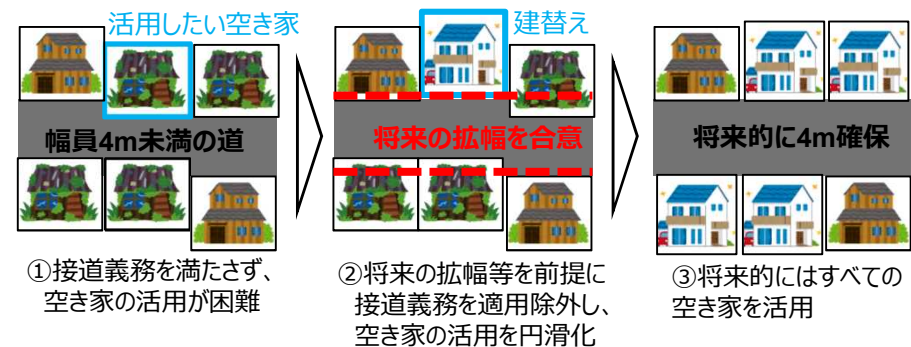 活用したい空き家
幅員4m未満の道
①接道義務を満たさず、
空き家の活用が困難
建替え
将来の拡幅を合意
②将来の拡幅等を前提に
接道義務を適用除外し、
空き家の活用を円滑化
将来的に4m確保
③将来的にはすべての
空き家を活用